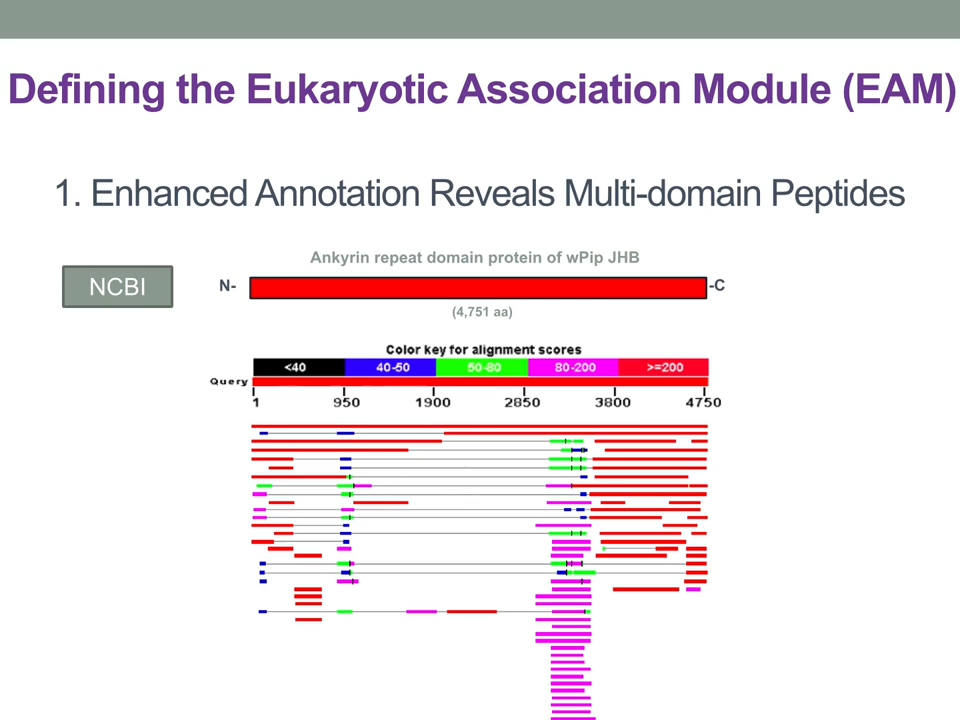 Defining the Eukaryotic Association Module (EAM)
1. Enhanced Annotation Reveals Multi-domain Peptides
Ankyrin repeat domain protein of wPip JHB
NCBI
N-
-C
(4,751 aa)
Color key for alignment scores
<40 40-50 50-80 80-200 >=200
Query
1 950 1900 2850 3800 4750